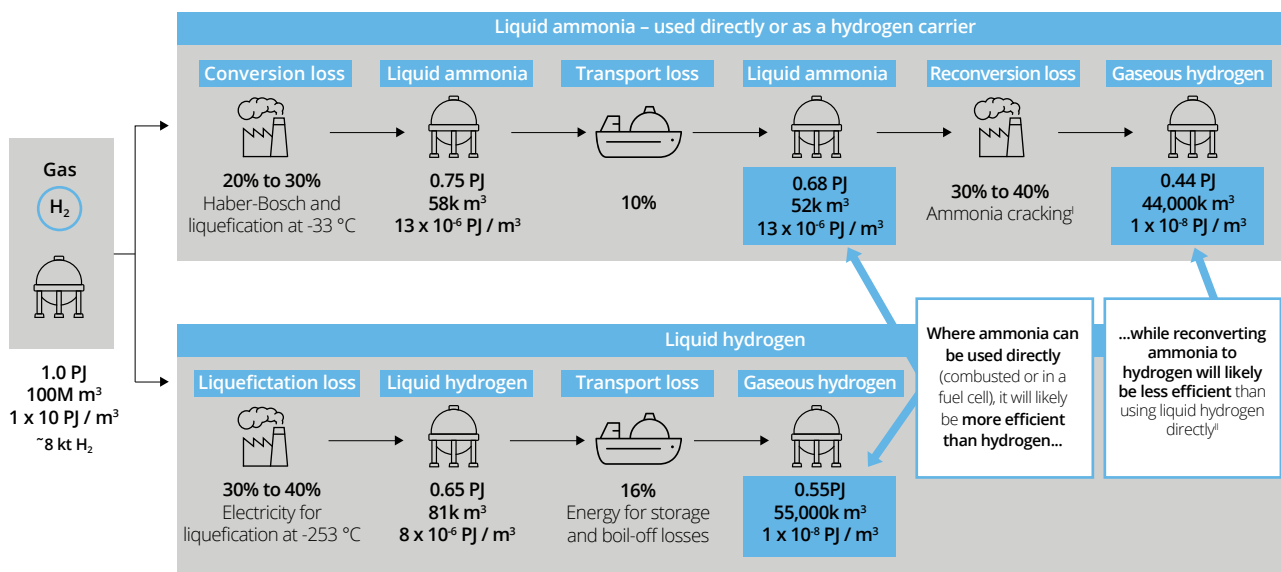 Liquid ammonia – used directly or as a hydrogen carrier
Conversion loss
Liquid ammonia
Transport loss
Liquid ammonia
Reconversion loss
Gaseous hydrogen
20% to 30%
Haber-Bosch and
liquefication at -33 °C
0.75 PJ
58k m³
13 x 10⁻⁶ PJ / m³
10%
0.68 PJ
52k m³
13 x 10⁻⁶ PJ / m³
30% to 40%
Ammonia crackingⁱ
0.44 PJ
44,000k m³
1 x 10⁻⁸ PJ / m³
Gas
H₂
1.0 PJ
100M m³
1 x 10 PJ / m³
~8 kt H₂
Liquid hydrogen
Liquefictation loss
Liquid hydrogen
Transport loss
Gaseous hydrogen
30% to 40%
Electricity for
liquefication at -253 °C
0.65 PJ
81k m³
8 x 10⁻⁶ PJ / m³
16%
Energy for storage
and boil-off losses
0.55PJ
55,000k m³
1 x 10⁻⁸ PJ / m³
Where ammonia can
be used directly
(combusted or in a
fuel cell), it will likely
be more efficient
than hydrogen...
...while reconverting
ammonia to
hydrogen will likely
be less efficient than
using liquid hydrogen
directlyⁱⁱ